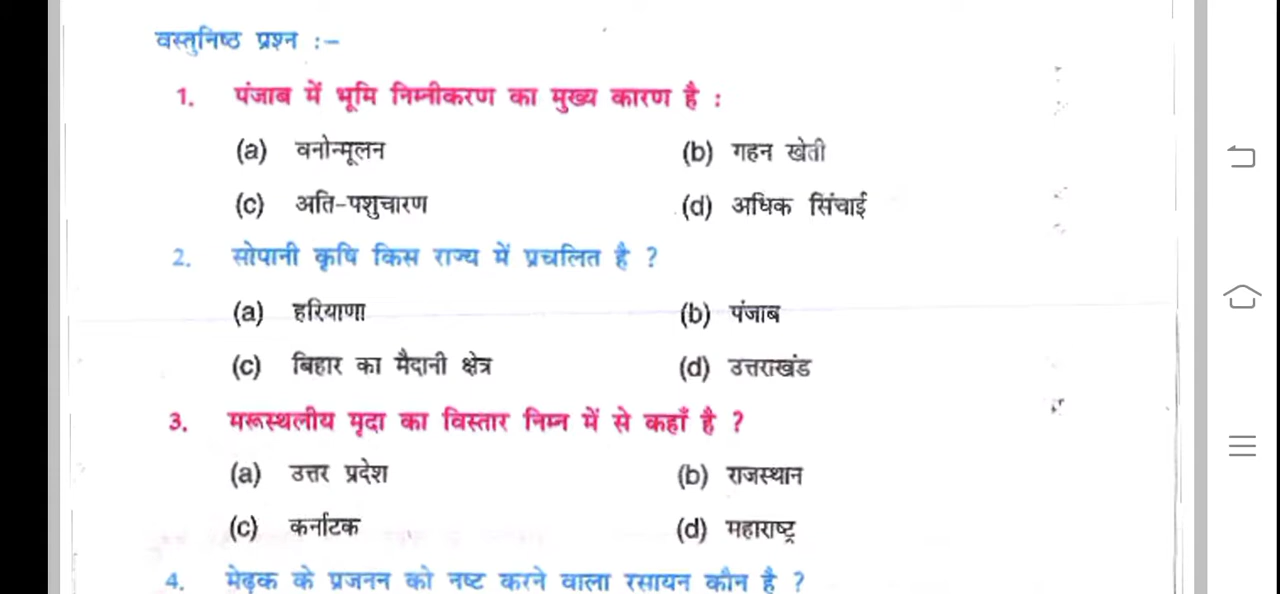 वस्तुनिष्ठ प्रश्न :-
1. पंजाब में भूमि निम्नीकरण का मुख्य कारण है :
(a) वनोन्मूलन (b) गहन खेती
(c) अति-पशुचारण (d) अधिक सिंचाई
2. सोपानी कृषि किस राज्य में प्रचलित है ?
(a) हरियाणा (b) पंजाब
(c) बिहार का मैदानी क्षेत्र (d) उत्तराखंड
3. मरूस्थलीय मृदा का विस्तार निम्न में से कहाँ है ?
(a) उत्तर प्रदेश (b) राजस्थान
(c) कर्नाटक (d) महाराष्ट्र
4. मेढ़क के प्रजनन को नष्ट करने वाला रसायन कौन है ?